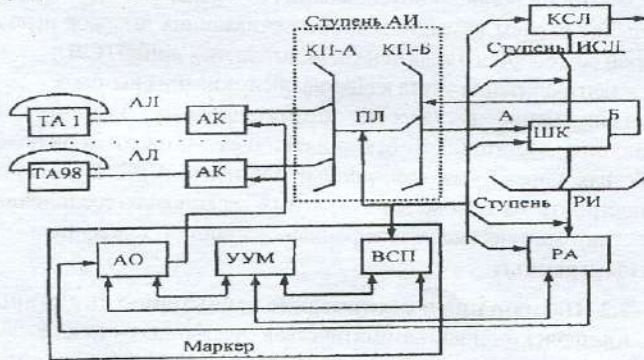 Ступень АИ
КСЛ
КП-А
КП-Б
Ступень ИСЛ
АЛ
ТА 1
АК
ПЛ
А
ШК
Б
АЛ
ТА98
АК
Ступень
РИ
АО
УУМ
ВСП
РА
Маркер